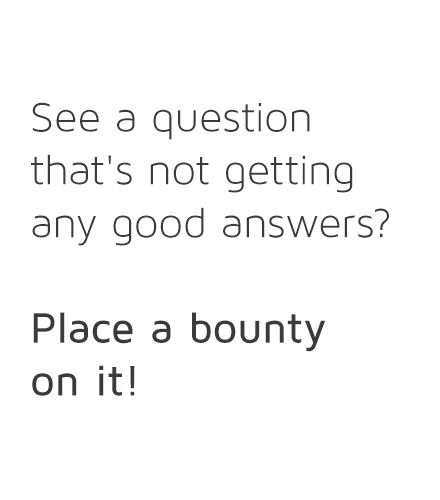 See a question
that's not getting
any good answers?
Place a bounty
on it!